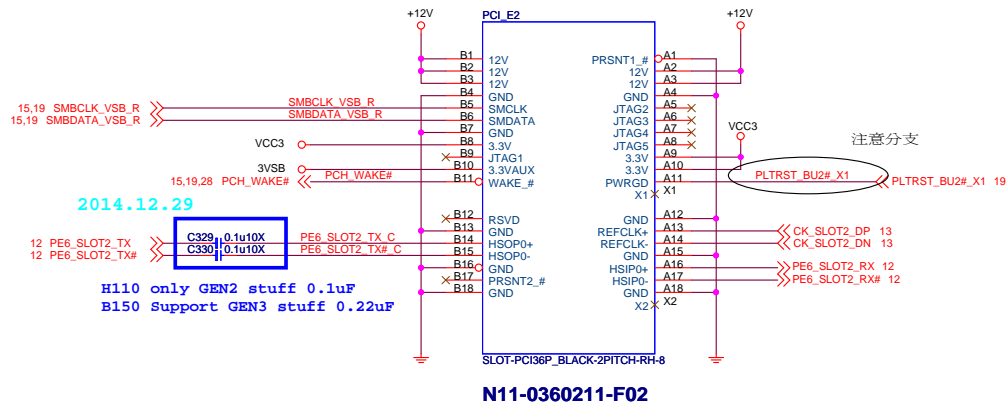 +12V
PCI_E2
+12V
B1 12V PRSNT1_# A1
B2 12V 12V A2
B3 12V 12V A3
B4 GND GND A4
15,19 SMBCLK_VSB_R SMBCLK_VSB_R B5 SMCLK JTAG2 A5
15,19 SMBDATA_VSB_R SMBDATA_VSB_R B6 SMDATA JTAG3 A6
B7 GND JTAG4 A7
VCC3 B8 3.3V JTAG5 A8 VCC3 注意分支
B9 JTAG1 3.3V A9
3VSB B10 3.3VAUX 3.3V A10
15,19,28 PCH_WAKE# PCH_WAKE# B11 WAKE_# PWRGD A11 PLTRST_BU2#_X1 PLTRST_BU2#_X1 19
X1 X1
2014.12.29
B12 RSVD GND A12
B13 GND REFCLK+ A13 CK_SLOT2_DP 13
12 PE6_SLOT2_TX C329 0.1u10X PE6_SLOT2_TX_C B14 HSOP0+ REFCLK- A14 CK_SLOT2_DN 13
12 PE6_SLOT2_TX# C330 0.1u10X PE6_SLOT2_TX#_C B15 HSOP0- GND A15
B16 GND HSIP0+ A16 PE6_SLOT2_RX 12
B17 PRSNT2_# HSIP0- A17 PE6_SLOT2_RX# 12
B18 GND GND A18
X2 X2
H110 only GEN2 stuff 0.1uF
B150 Support GEN3 stuff 0.22uF
SLOT-PCI36P_BLACK-2PITCH-RH-8
N11-0360211-F02